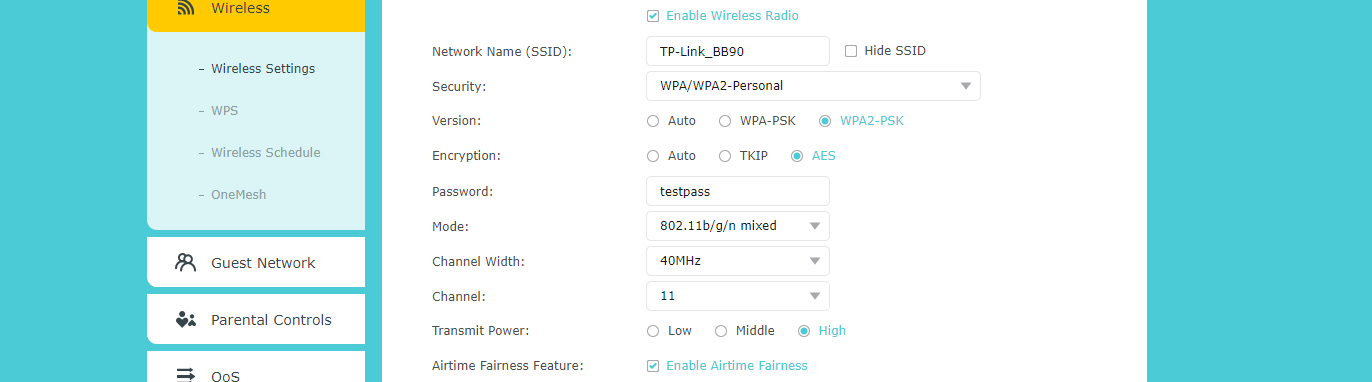 Wireless
– Wireless Settings
– WPS
– Wireless Schedule
– OneMesh
Guest Network
Parental Controls
QoS
Enable Wireless Radio
Network Name (SSID): TP-Link_BB90 Hide SSID
Security: WPA/WPA2-Personal
Version: Auto WPA-PSK WPA2-PSK
Encryption: Auto TKIP AES
Password: testpass
Mode: 802.11b/g/n mixed
Channel Width: 40MHz
Channel: 11
Transmit Power: Low Middle High
Airtime Fairness Feature: Enable Airtime Fairness